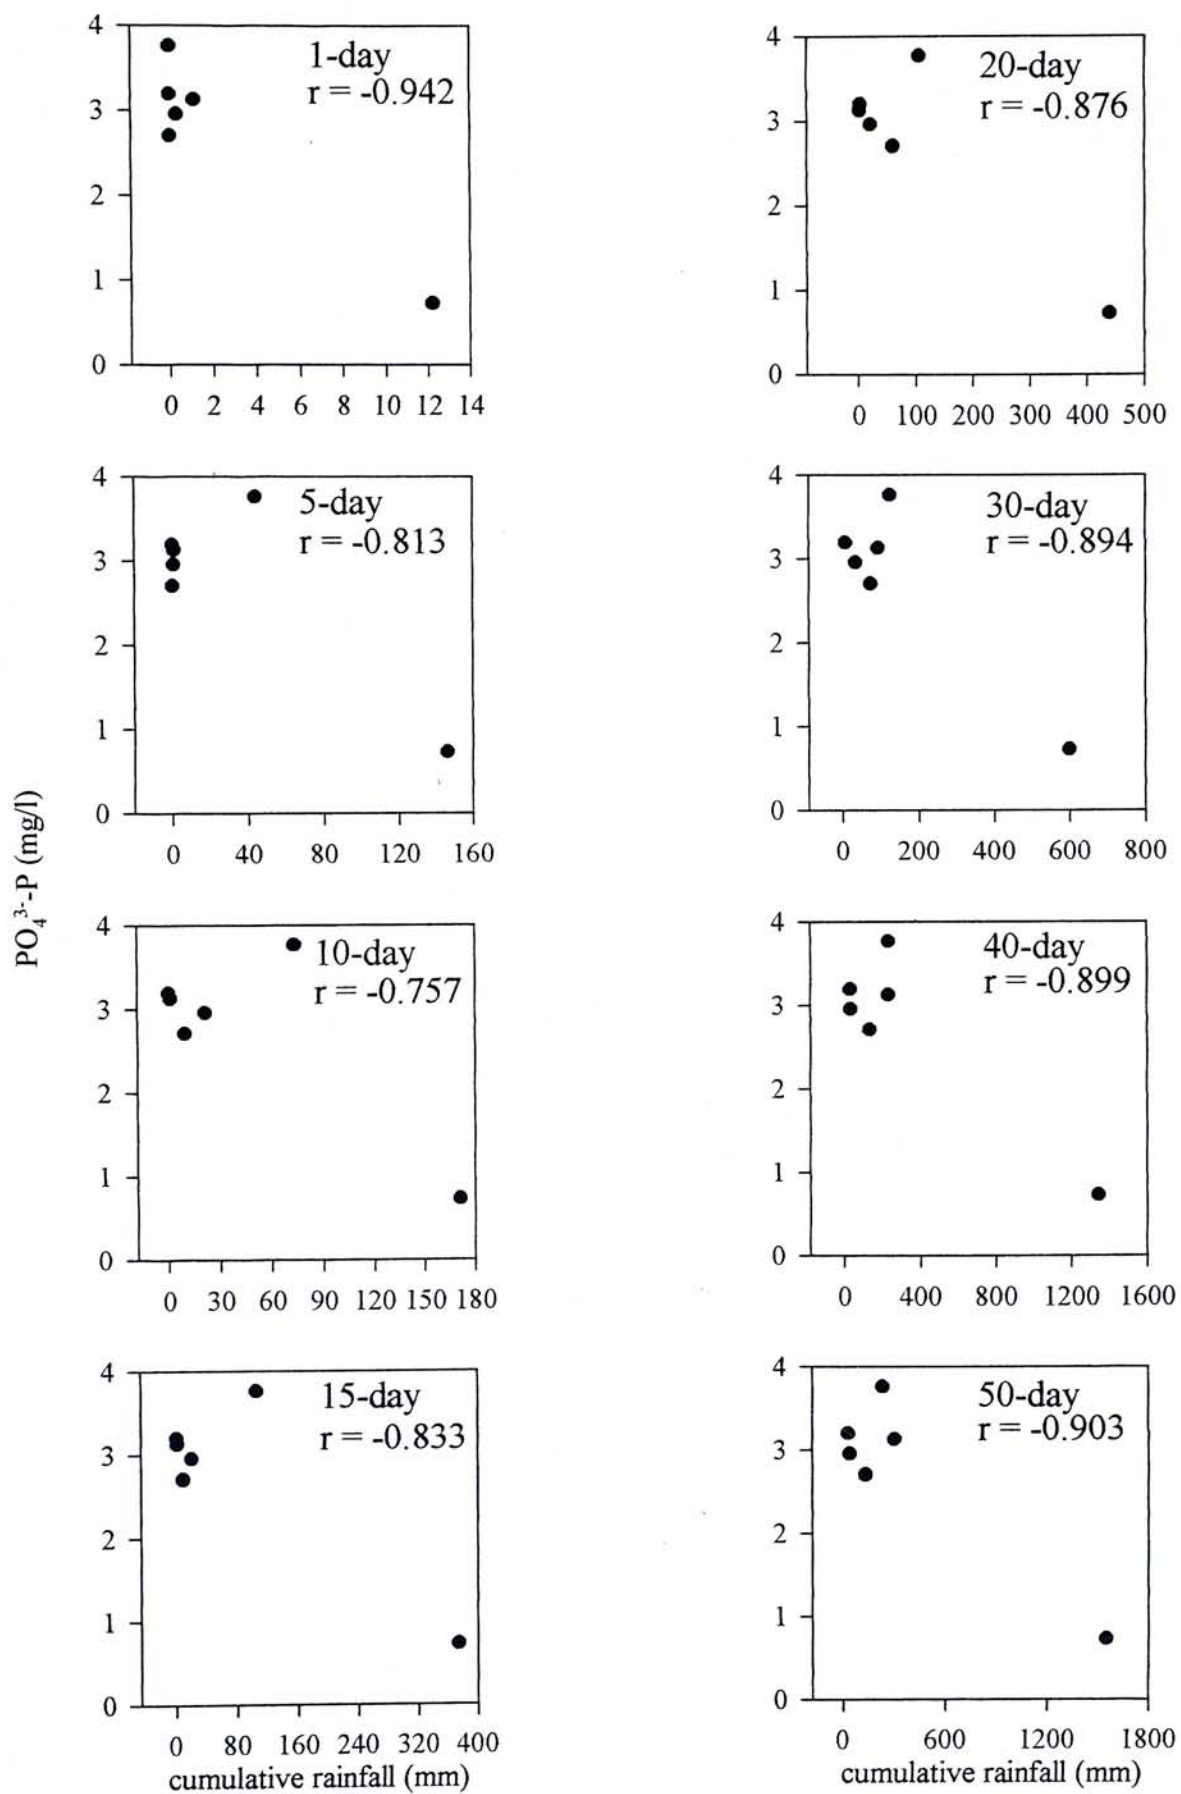 PO₄³⁻-P (mg/l)
4
3
2
1
0
1-day
r = -0.942
0 2 4 6 8 10 12 14
4
3
2
1
0
5-day
r = -0.813
0 40 80 120 160
4
3
2
1
0
10-day
r = -0.757
0 30 60 90 120 150 180
4
3
2
1
0
15-day
r = -0.833
0 80 160 240 320 400
cumulative rainfall (mm)
4
3
2
1
0
20-day
r = -0.876
0 100 200 300 400 500
4
3
2
1
0
30-day
r = -0.894
0 200 400 600 800
4
3
2
1
0
40-day
r = -0.899
0 400 800 1200 1600
4
3
2
1
0
50-day
r = -0.903
0 600 1200 1800
cumulative rainfall (mm)